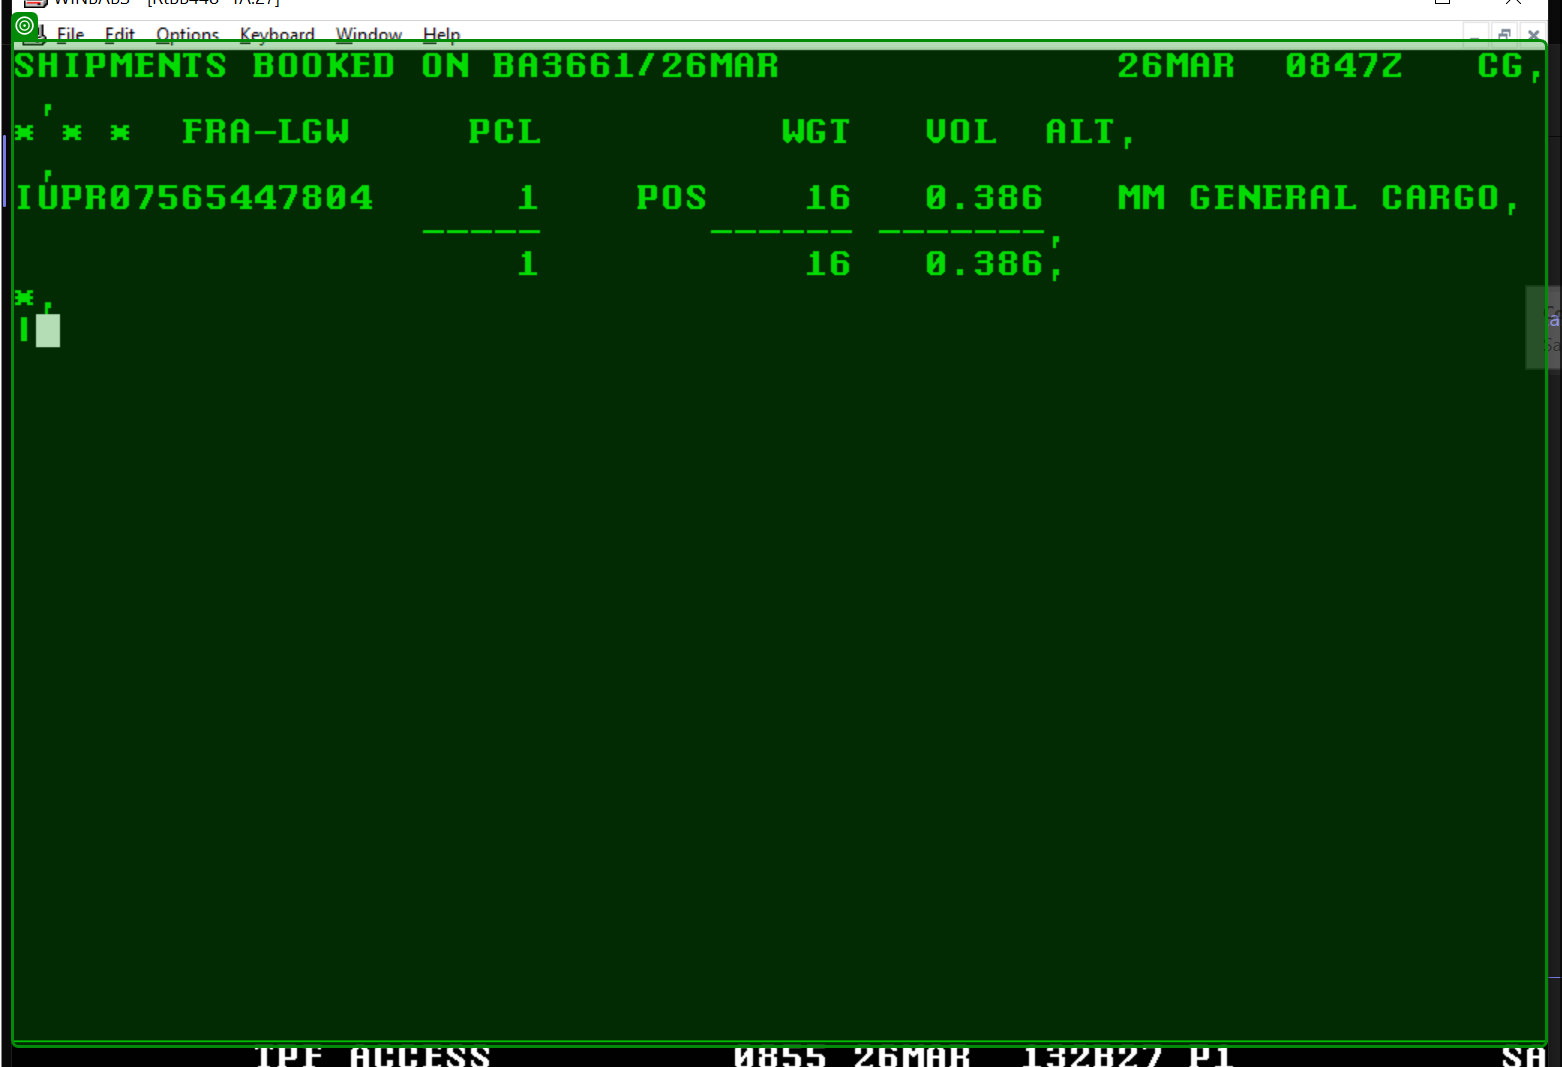 File Edit Options Keyboard Window Help
SHIPMENTS BOOKED ON BA3661/26MAR 26MAR 0847Z CG,
,
* * * FRA-LGW PCL WGT VOL ALT,
,
IUPR07565447804 1 POS 16 0.386 MM GENERAL CARGO,
----- ------ -------,
1 16 0.386,
*,
TPF ACCESS 0855 26MAR 132B27 P1 SA